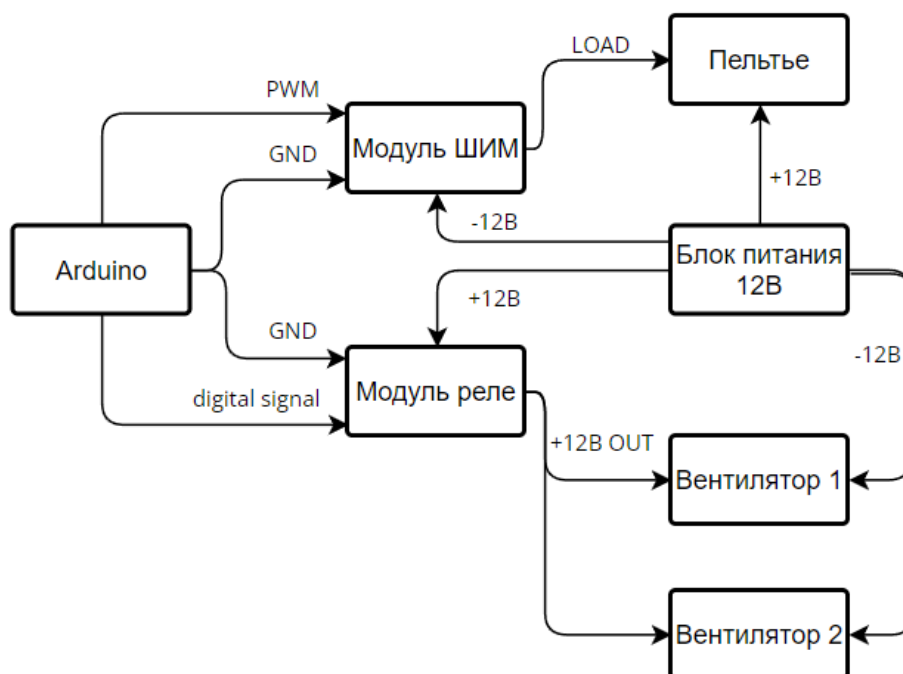 LOAD
Пельтье
PWM
Модуль ШИМ
GND
+12В
-12В
Arduino
Блок питания
12В
+12В
GND
-12В
digital signal
Модуль реле
+12В OUT
Вентилятор 1
Вентилятор 2